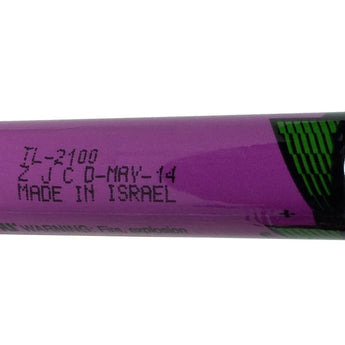 TL-2100
Z J C D-MAY-14
MADE IN ISRAEL
WARNING: Fire, explosion
+